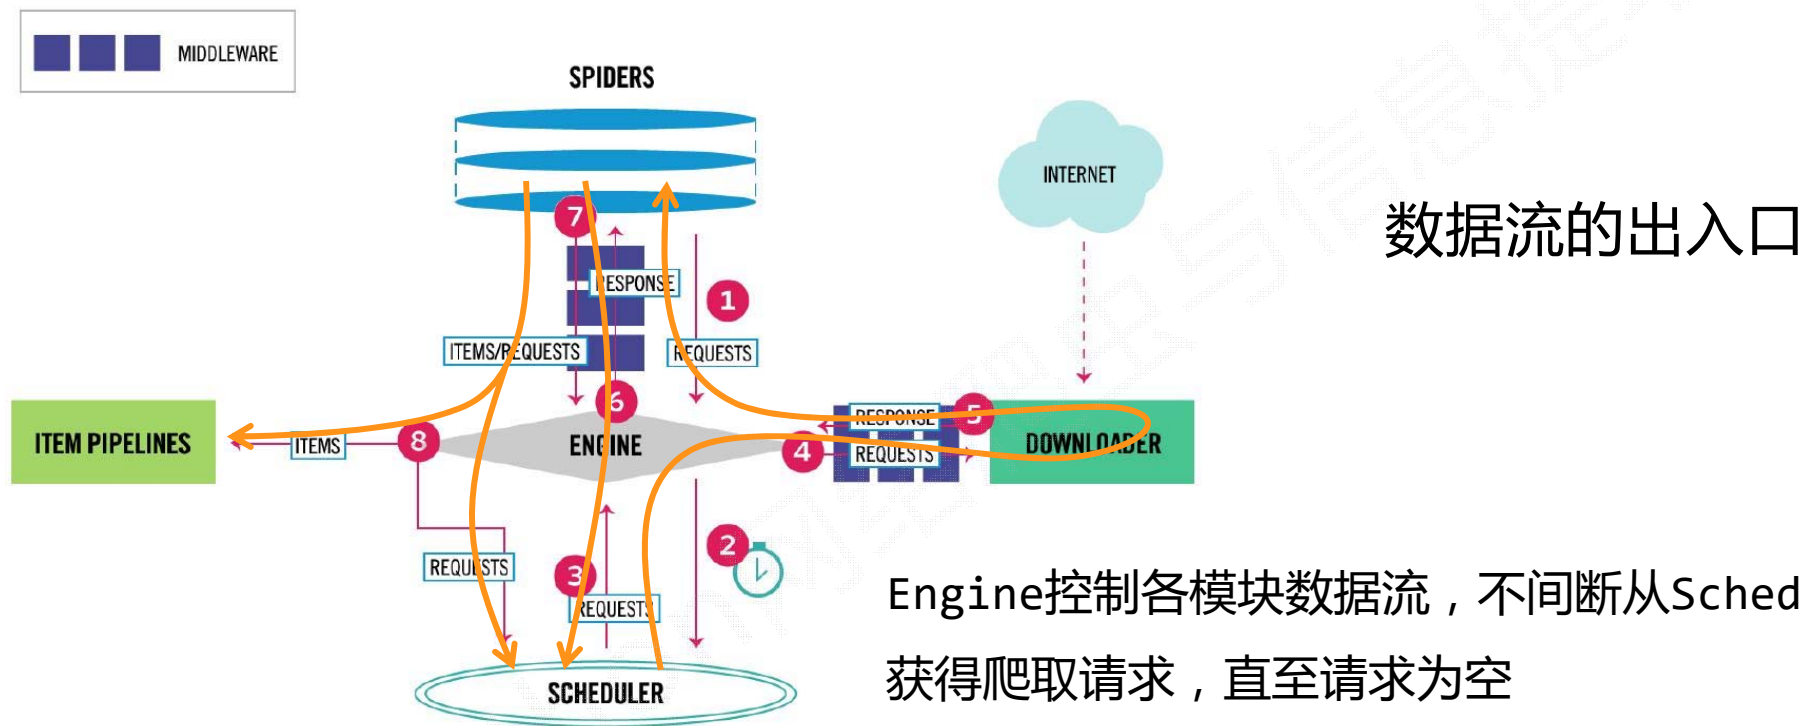 MIDDLEWARE
SPIDERS
INTERNET
数据流的出入口
7
RESPONSE
1
ITEMS/REQUESTS
REQUESTS
6
RESPONSE
5
ITEM PIPELINES
ITEMS
8
ENGINE
4
REQUESTS
DOWNLOADER
2
REQUESTS
3
REQUESTS
Engine控制各模块数据流，不间断从Sched
获得爬取请求，直至请求为空
SCHEDULER